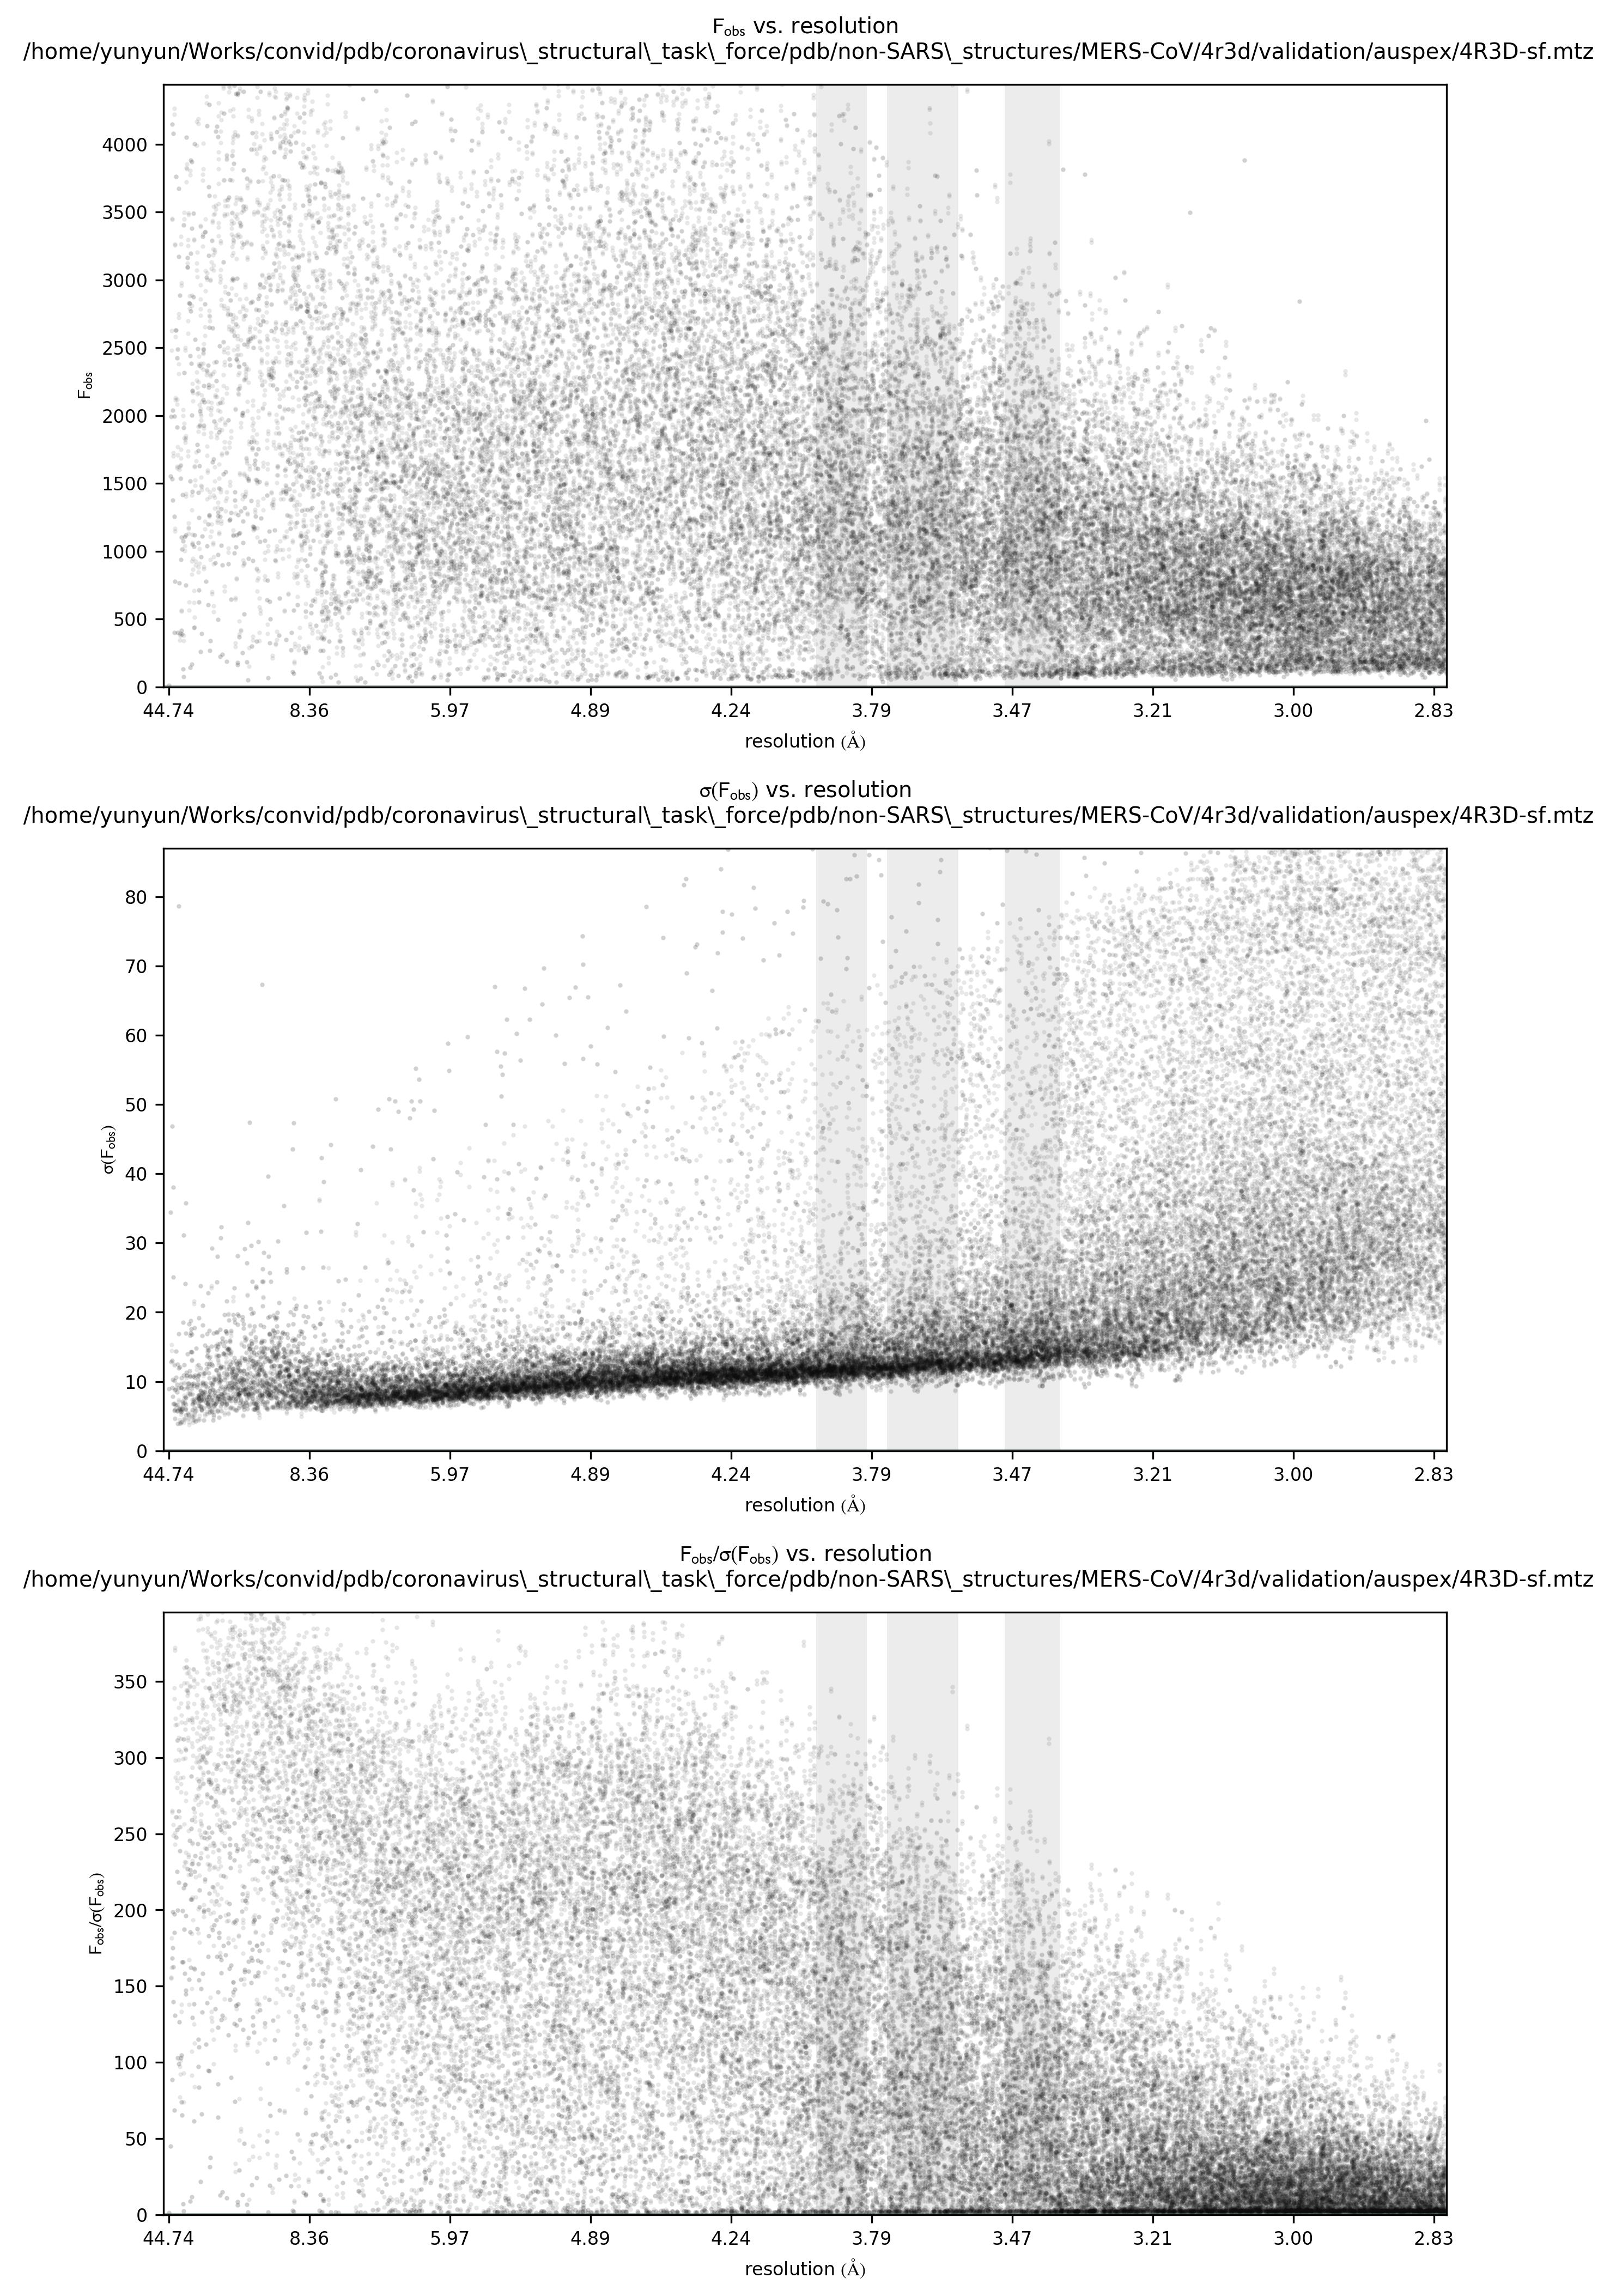 Fobs vs. resolution
/home/yunyun/Works/convid/pdb/coronavirus\_structural\_task\_force/pdb/non-SARS\_structures/MERS-CoV/4r3d/validation/auspex/4R3D-sf.mtz
4000
3500
3000
2500
2000
1500
1000
500
0
Fobs
44.74 8.36 5.97 4.89 4.24 3.79 3.47 3.21 3.00 2.83
resolution (Å)
σ(Fobs) vs. resolution
/home/yunyun/Works/convid/pdb/coronavirus\_structural\_task\_force/pdb/non-SARS\_structures/MERS-CoV/4r3d/validation/auspex/4R3D-sf.mtz
80
70
60
50
40
30
20
10
0
σ(Fobs)
44.74 8.36 5.97 4.89 4.24 3.79 3.47 3.21 3.00 2.83
resolution (Å)
Fobs/σ(Fobs) vs. resolution
/home/yunyun/Works/convid/pdb/coronavirus\_structural\_task\_force/pdb/non-SARS\_structures/MERS-CoV/4r3d/validation/auspex/4R3D-sf.mtz
350
300
250
200
150
100
50
0
Fobs/σ(Fobs)
44.74 8.36 5.97 4.89 4.24 3.79 3.47 3.21 3.00 2.83
resolution (Å)